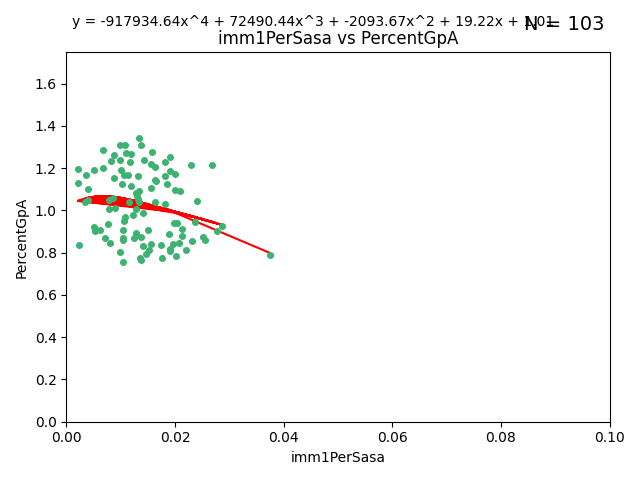 y = -917934.64x^4 + 72490.44x^3 + -2093.67x^2 + 19.22x + 1.01
N = 103
imm1PerSasa vs PercentGpA
1.6
1.4
1.2
1.0
0.8
0.6
0.4
0.2
0.0
PercentGpA
0.00 0.02 0.04 0.06 0.08 0.10
imm1PerSasa